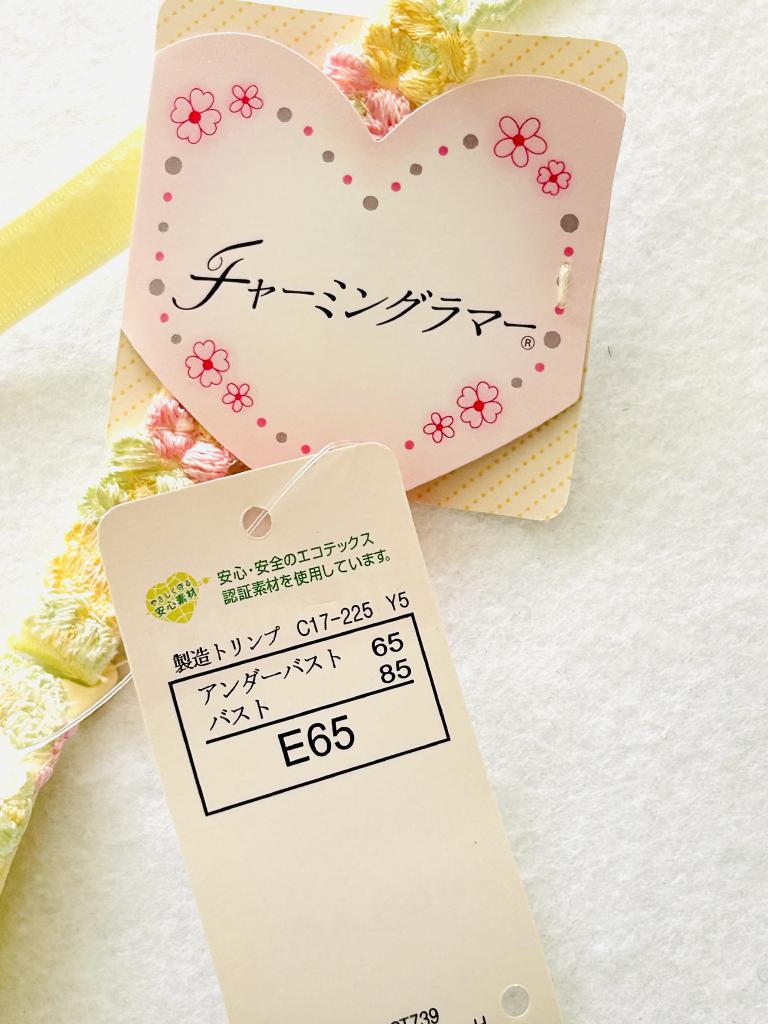 チャーミングラマー®
やさしく守る
安心素材
安心・安全のエコテックス
認証素材を使用しています。
製造トリンプ C17-225 Y5
アンダーバスト 65
バスト 85
E65